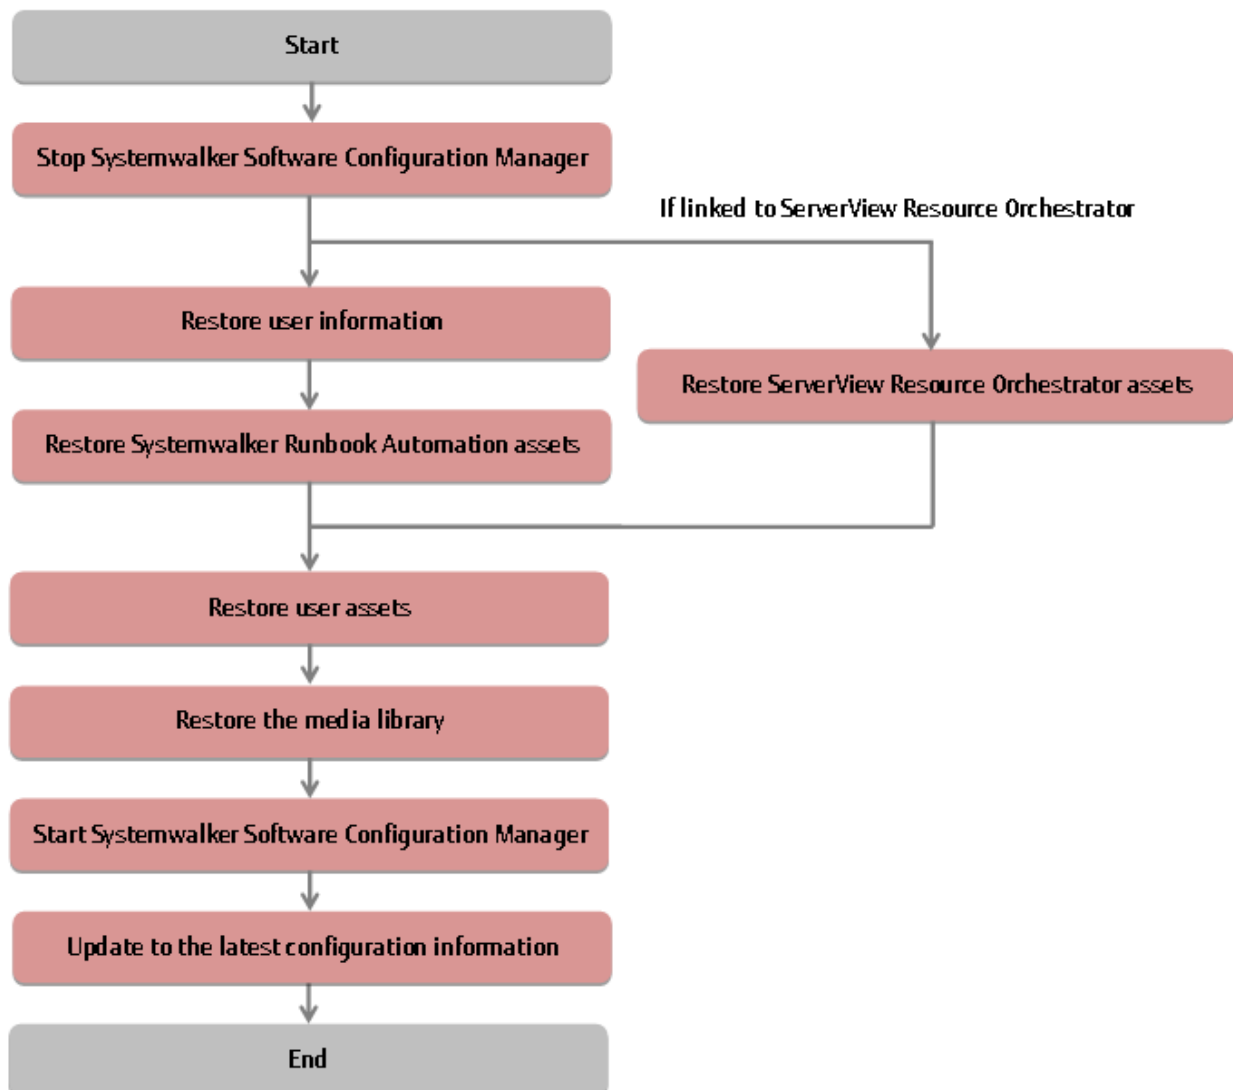 Start
Stop Systemwalker Software Configuration Manager
If linked to ServerView Resource Orchestrator
Restore user information
Restore ServerView Resource Orchestrator assets
Restore Systemwalker Runbook Automation assets
Restore user assets
Restore the media library
Start Systemwalker Software Configuration Manager
Update to the latest configuration information
End